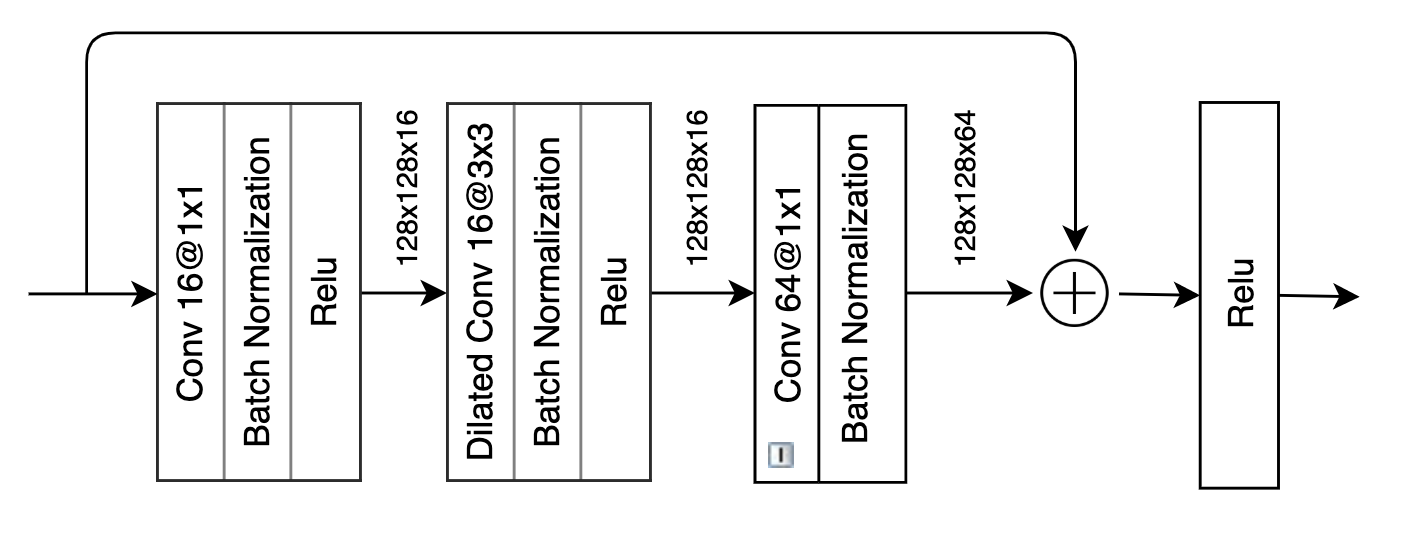 Conv 16@1x1
Batch Normalization
Relu
128x128x16
Dilated Conv 16@3x3
Batch Normalization
Relu
128x128x16
Conv 64@1x1
Batch Normalization
128x128x64
Relu